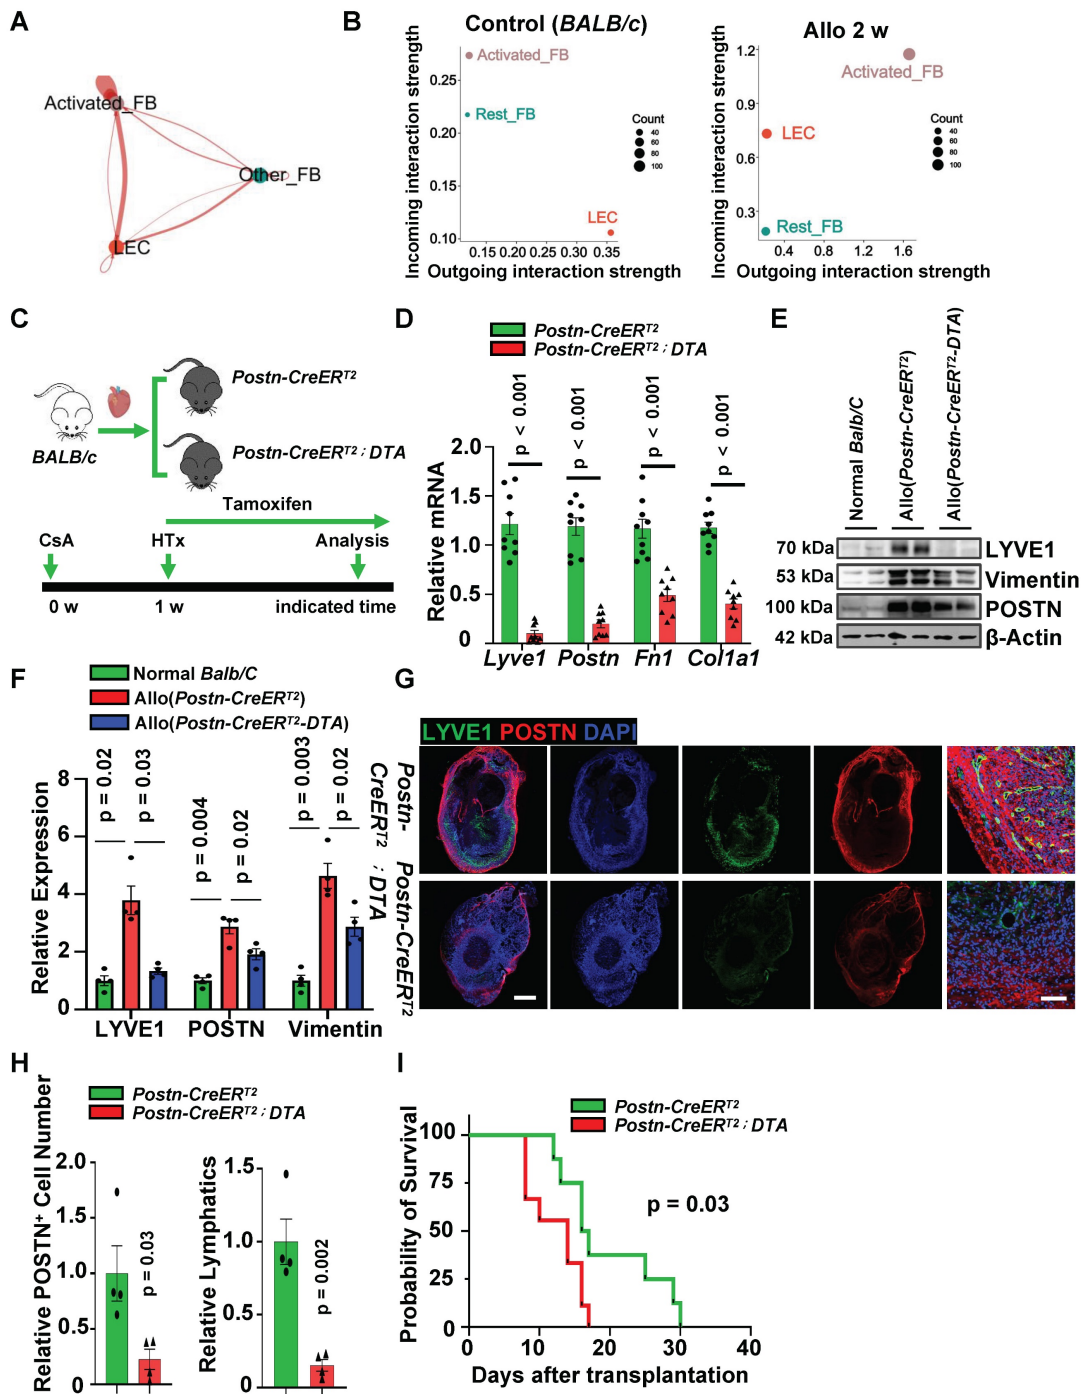 A
Activated_FB
Other_FB
LEC
B
Control (BALB/c)
Incoming interaction strength
0.25
0.20
0.15
0.10
Activated_FB
Rest_FB
LEC
Count
40
60
80
100
0.15 0.20 0.25 0.30 0.35
Outgoing interaction strength
Allo 2 w
Incoming interaction strength
1.2
0.9
0.6
0.3
Activated_FB
LEC
Rest_FB
Count
40
60
80
100
0.4 0.8 1.2 1.6
Outgoing interaction strength
C
BALB/c
Postn-CreERT2
Postn-CreERT2; DTA
Tamoxifen
CsA HTx Analysis
0 w 1 w indicated time
D
Postn-CreERT2
Postn-CreERT2; DTA
p < 0.001
p < 0.001
p < 0.001
p < 0.001
Relative mRNA
2.0
1.5
1.0
0.5
0
Lyve1 Postn Fn1 Col1a1
E
Normal Balb/C
Allo(Postn-CreERT2)
Allo(Postn-CreERT2-DTA)
70 kDa LYVE1
53 kDa Vimentin
100 kDa POSTN
42 kDa β-Actin
F
Normal Balb/C
Allo(Postn-CreERT2)
Allo(Postn-CreERT2-DTA)
Relative Expression
8
6
4
2
0
p = 0.02
p = 0.03
p = 0.004
p = 0.02
p = 0.003
p = 0.02
LYVE1 POSTN Vimentin
G
LYVE1 POSTN DAPI
Postn-CreERT2
Postn-
CreERT2; DTA
H
Postn-CreERT2
Postn-CreERT2; DTA
Relative POSTN+ Cell Number
2.0
1.5
1.0
0.5
0
p = 0.03
Relative Lymphatics
1.5
1.0
0.5
0
p = 0.002
I
Postn-CreERT2
Postn-CreERT2; DTA
Probability of Survival
100
75
50
25
0
p = 0.03
0 10 20 30 40
Days after transplantation